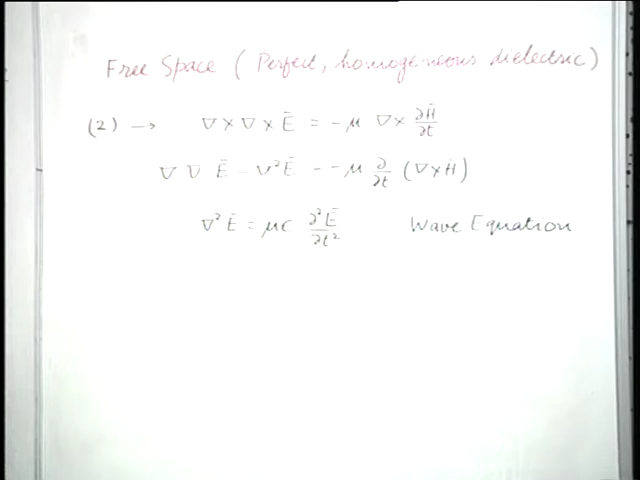 Free Space ( Perfect, homogeneous dielectric )
(2) → ∇ × ∇ × Ē = -μ ∇ × ∂H̄/∂t
∇ ∇ Ē - ∇²Ē = -μ ∂/∂t (∇×H̄)
∇²Ē = με ∂²Ē/∂t² Wave Equation